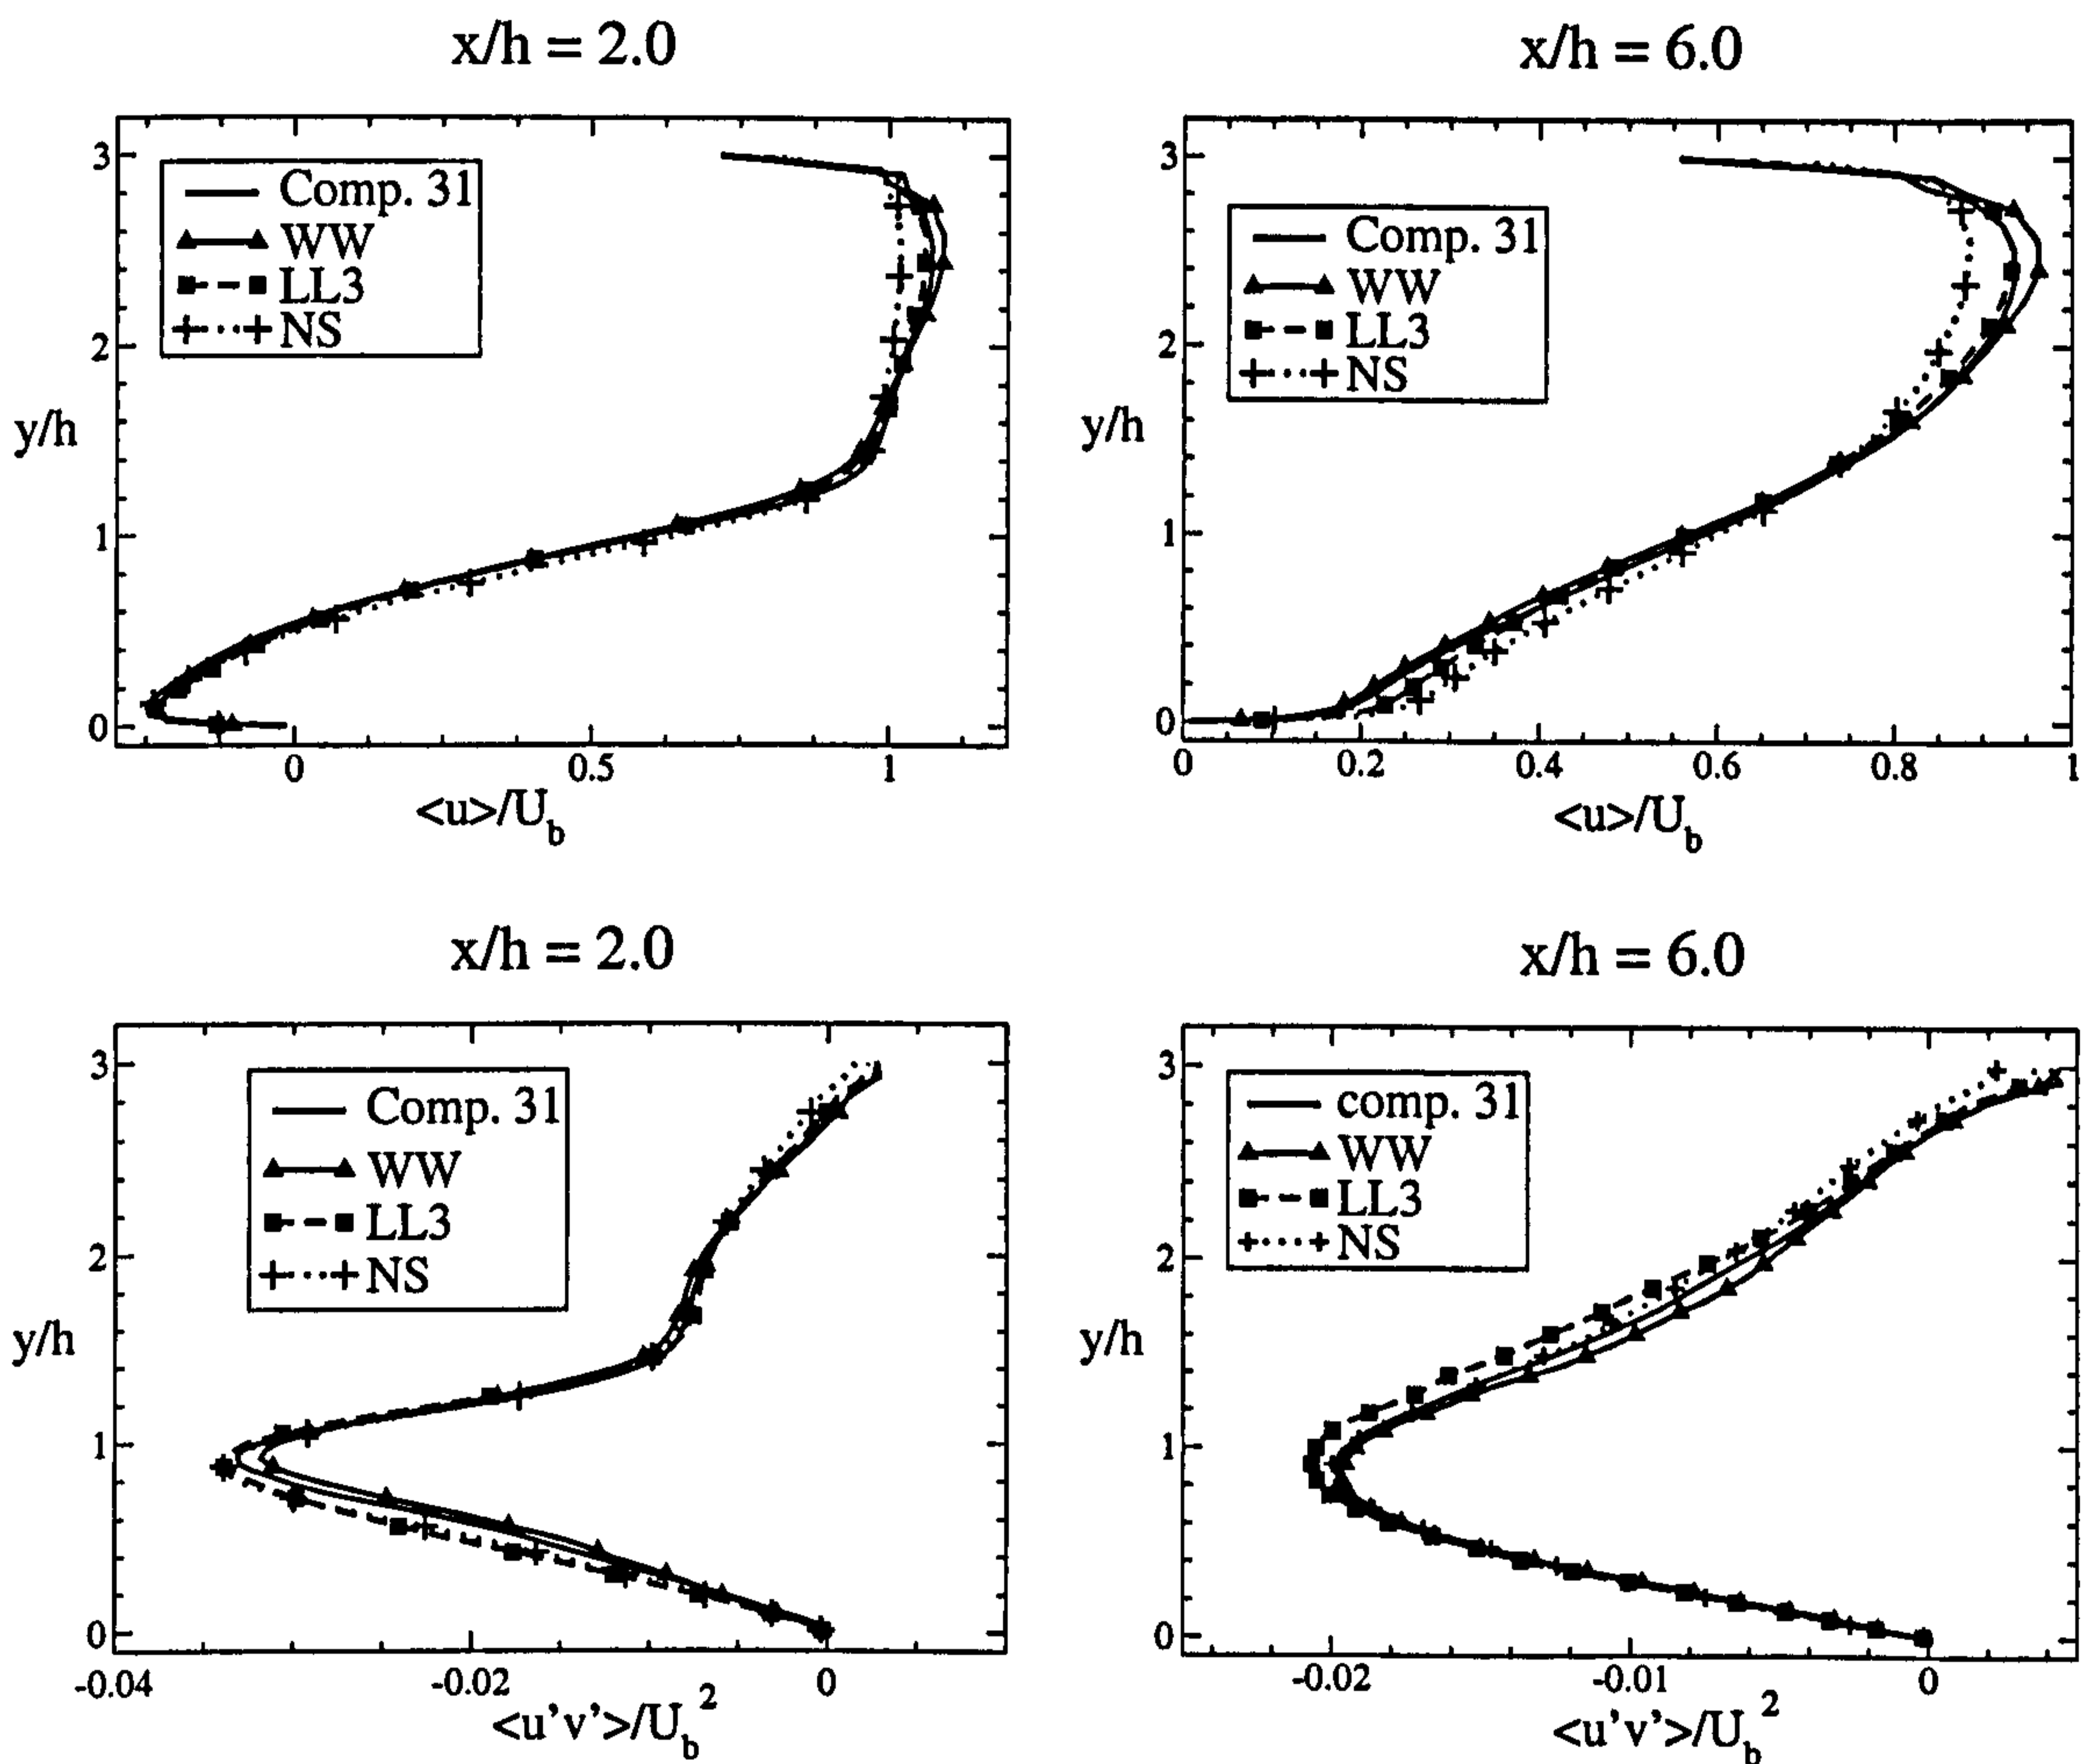 x/h = 2.0
3
2
1
0
y/h
Comp. 31
WW
LL3
NS
0
0.5
1
<u>/U_b
x/h = 6.0
3
2
1
0
y/h
Comp. 31
WW
LL3
NS
0
0.2
0.4
0.6
0.8
1
<u>/U_b
x/h = 2.0
3
2
1
0
y/h
Comp. 31
WW
LL3
NS
-0.04
-0.02
0
<u'v'>/U_b^2
x/h = 6.0
3
2
1
0
y/h
comp. 31
WW
LL3
NS
-0.02
-0.01
0
<u'v'>/U_b^2